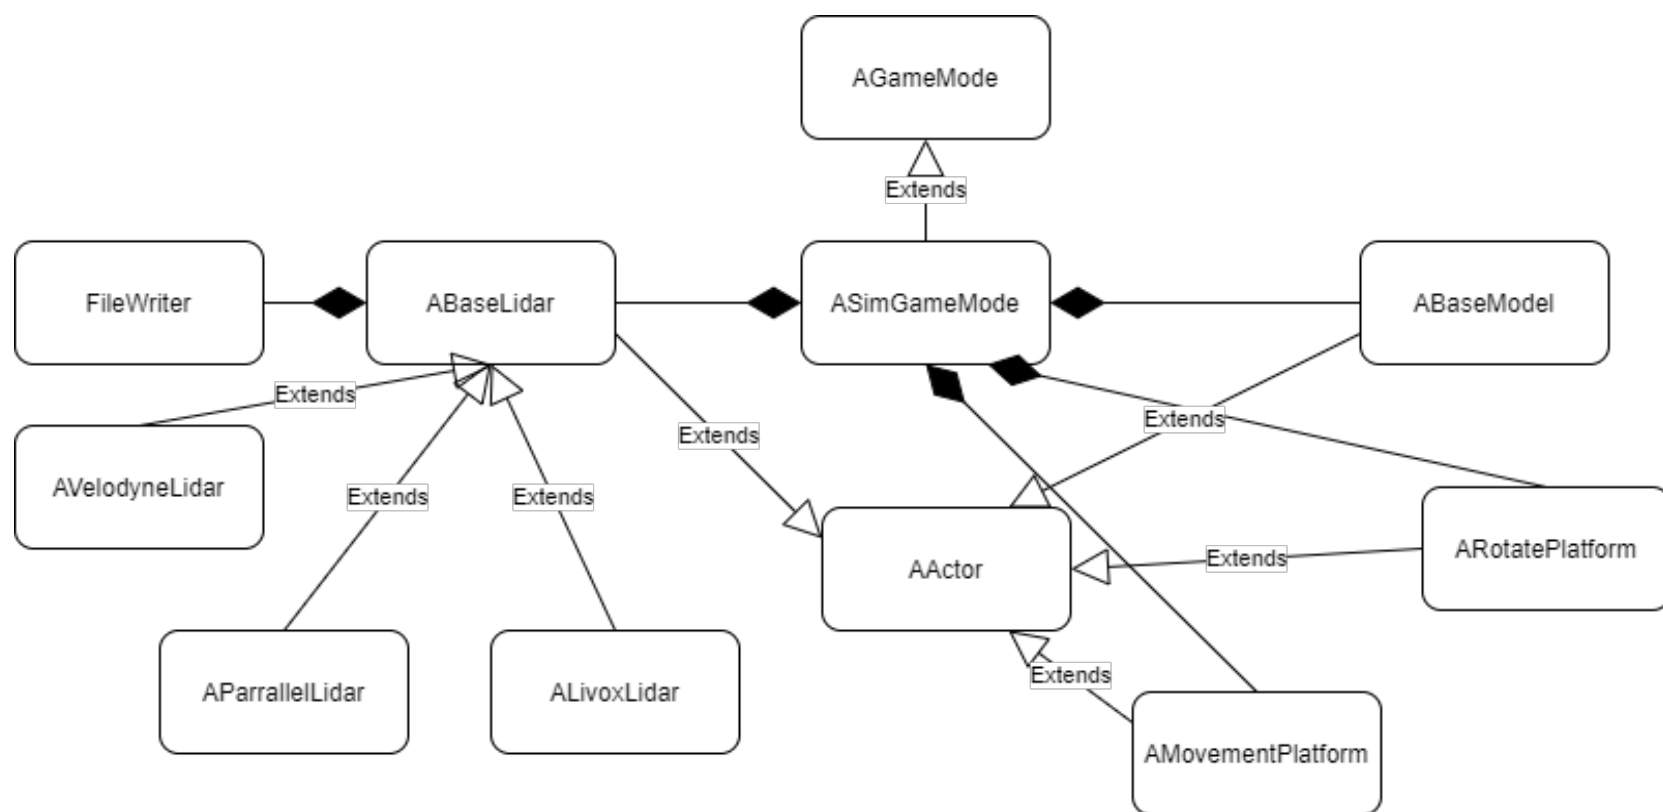 AGameMode
Extends
FileWriter
ABaseLidar
ASimGameMode
ABaseModel
Extends
Extends
Extends
AVelodyneLidar
Extends
Extends
Extends
ARotatePlatform
AActor
Extends
AParrallelLidar
ALivoxLidar
AMovementPlatform